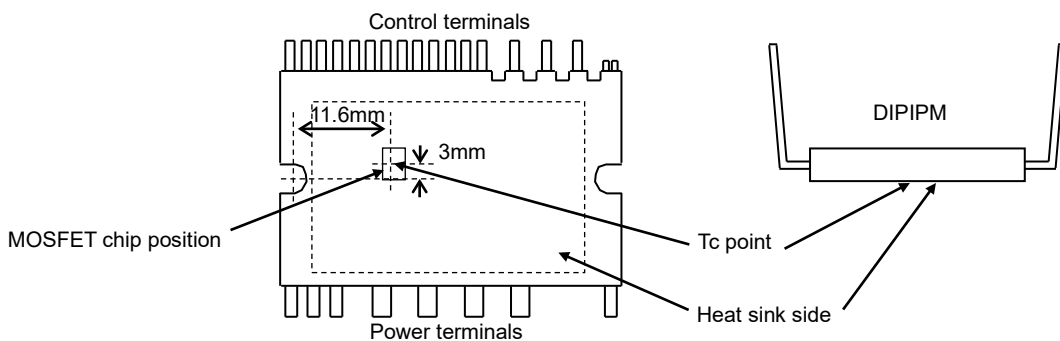 Control terminals
11.6mm
3mm
DIPIPM
MOSFET chip position
Tc point
Heat sink side
Power terminals